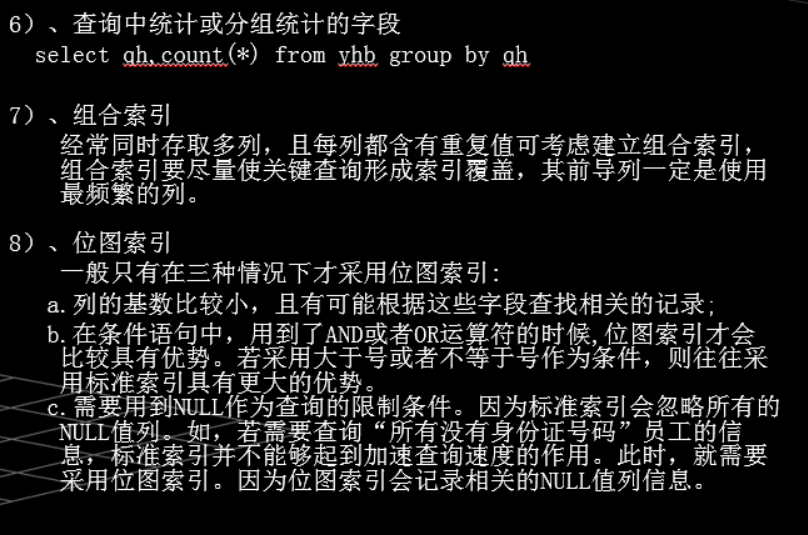 6）、查询中统计或分组统计的字段
select qh,count(*) from yhb group by qh
7）、组合索引
经常同时存取多列，且每列都含有重复值可考虑建立组合索引，
组合索引要尽量使关键查询形成索引覆盖，其前导列一定是使用
最频繁的列。
8）、位图索引
一般只有在三种情况下才采用位图索引:
a.列的基数比较小，且有可能根据这些字段查找相关的记录;
b.在条件语句中，用到了AND或者OR运算符的时候,位图索引才会
比较具有优势。若采用大于号或者不等于号作为条件，则往往采
用标准索引具有更大的优势。
c.需要用到NULL作为查询的限制条件。因为标准索引会忽略所有的
NULL值列。如，若需要查询“所有没有身份证号码”员工的信
息，标准索引并不能够起到加速查询速度的作用。此时，就需要
采用位图索引。因为位图索引会记录相关的NULL值列信息。